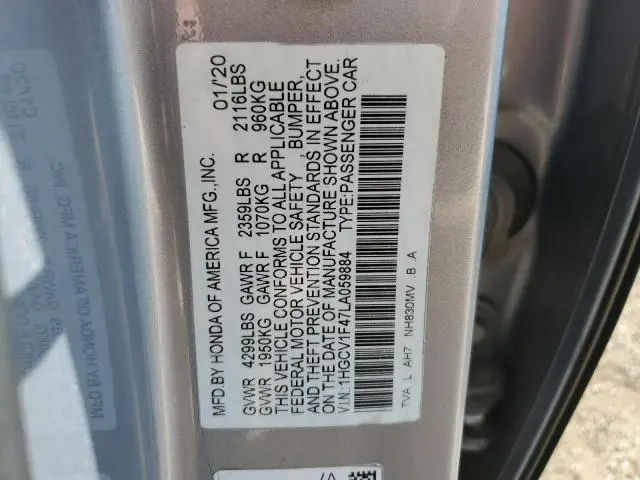 MFD BY HONDA OF AMERICA MFG.,INC. 01/'20
GVWR 4299LBS GAWR F 2359LBS R 2116LBS
GVWR 1950KG GAWR F 1070KG R 960KG
THIS VEHICLE CONFORMS TO ALL APPLICABLE
FEDERAL MOTOR VEHICLE SAFETY , BUMPER,
AND THEFT PREVENTION STANDARDS IN EFFECT
ON THE DATE OF MANUFACTURE SHOWN ABOVE.
V.I.N.:1HGCV1F47LA059884 TYPE:PASSENGER CAR
TVA L AH7 NH830MV B A